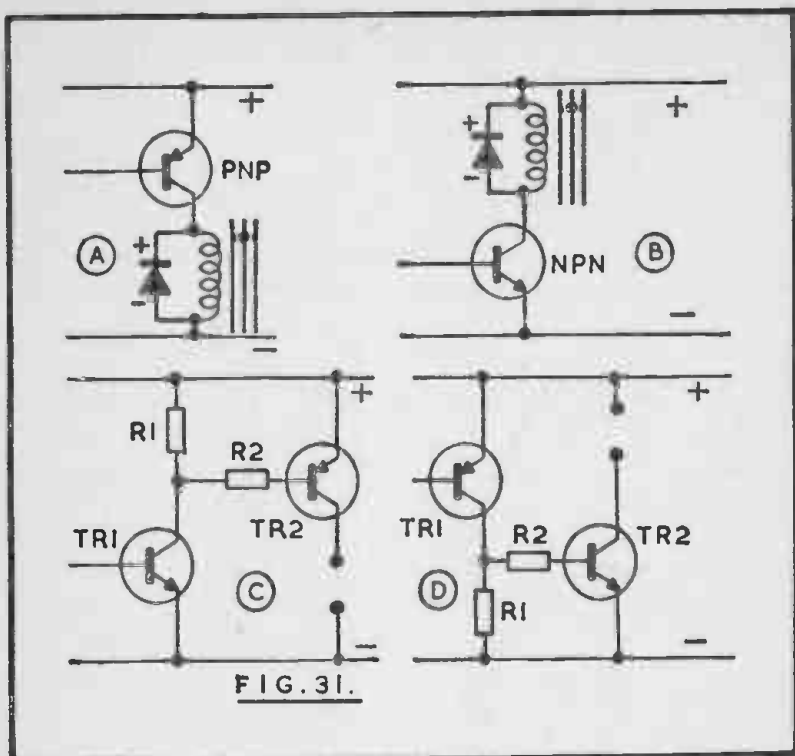 +
PNP
A
+
-
-
+
+
-
NPN
B
-
+
R1
R2
TR1
TR2
C
-
+
TR1
R2
TR2
D
R1
-
FIG.31.